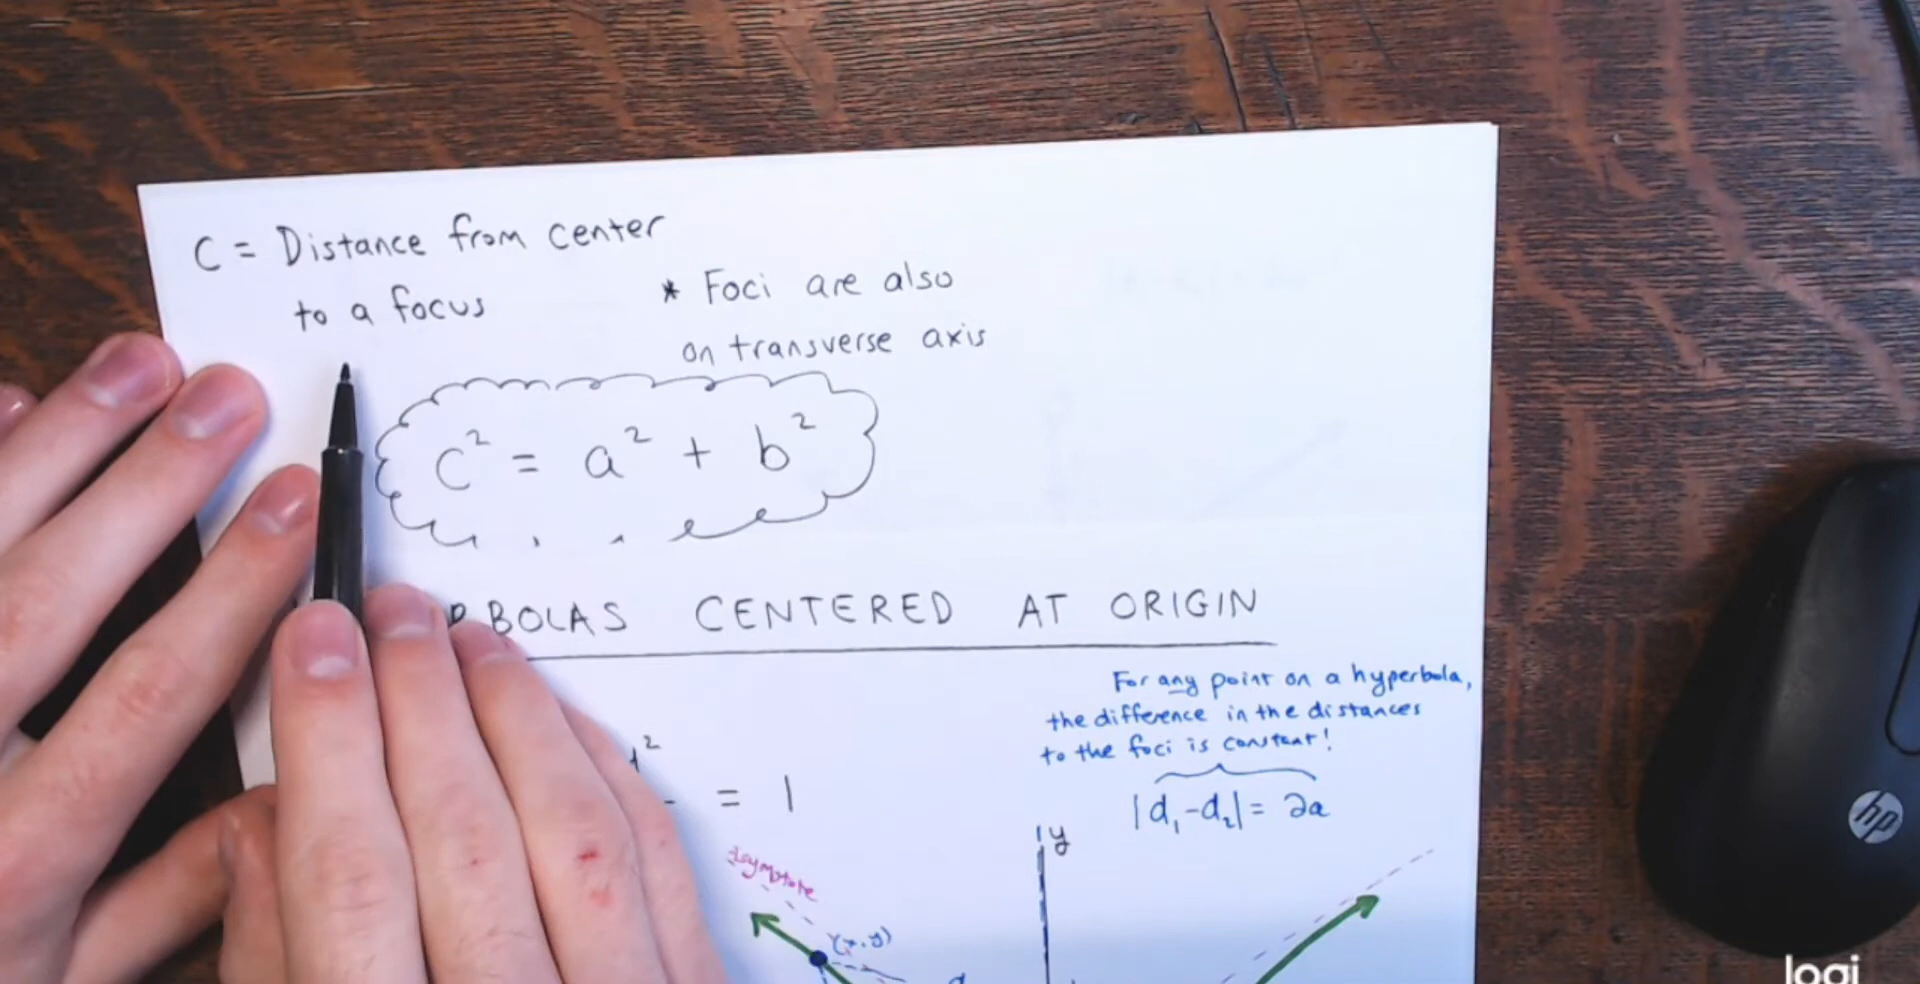 C = Distance from center
to a focus
* Foci are also
on transverse axis
c² = a² + b²
BOLAS CENTERED AT ORIGIN
For any point on a hyperbola,
the difference in the distances
to the foci is constant!
|d₁-d₂| = 2a
= 1
y
Asymptote
(x,y)
hp
logi